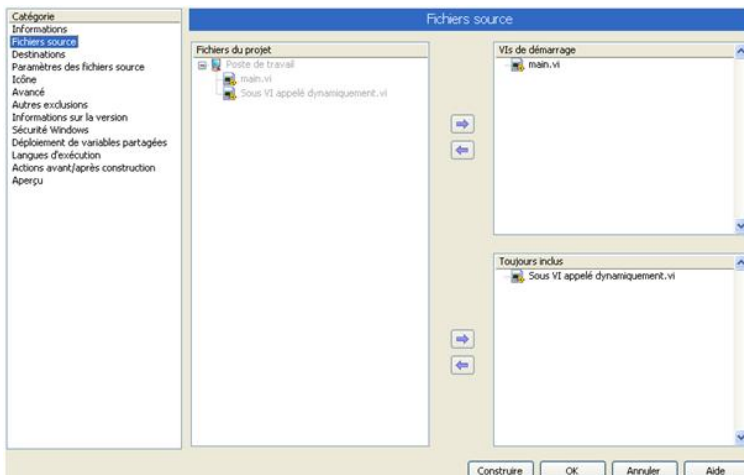 Catégorie
Informations
Fichiers source
Destinations
Paramètres des fichiers source
Icône
Avancé
Autres exclusions
Informations sur la version
Sécurité Windows
Déploiement de variables partagées
Langues d'exécution
Actions avant/après construction
Aperçu
Fichiers source
Fichiers du projet
Poste de travail
main.vi
Sous VI appelé dynamiquement.vi
VIs de démarrage
main.vi
Toujours inclus
Sous VI appelé dynamiquement.vi
Construire
OK
Annuler
Aide